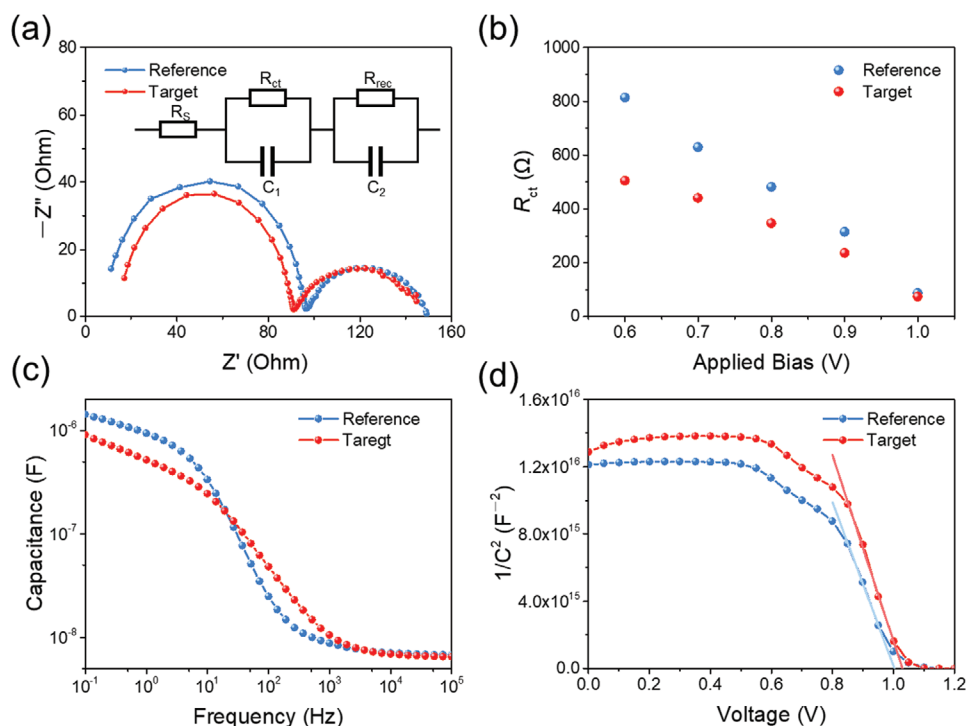 (a)
80
60
40
20
0
—Z" (Ohm)
0 40 80 120 160
Z' (Ohm)
Reference
Target
R_S
R_ct
C_1
R_rec
C_2
(b)
1000
800
600
400
200
0
R_ct (Ω)
0.6 0.7 0.8 0.9 1.0
Applied Bias (V)
Reference
Target
(c)
10^-6
10^-7
10^-8
Capacitance (F)
10^-1 10^0 10^1 10^2 10^3 10^4 10^5
Frequency (Hz)
Reference
Taregt
(d)
1.6x10^16
1.2x10^16
8.0x10^15
4.0x10^15
0.0
1/C^2 (F^-2)
0.0 0.2 0.4 0.6 0.8 1.0 1.2
Voltage (V)
Reference
Target